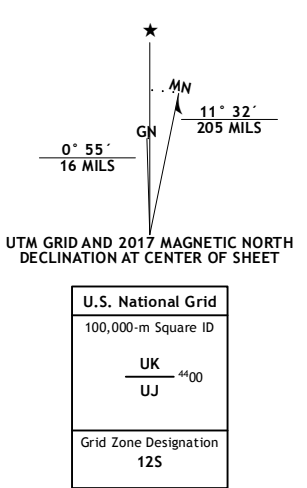 ★
MN
GN
11° 32´
205 MILS
0° 55´
16 MILS
UTM GRID AND 2017 MAGNETIC NORTH
DECLINATION AT CENTER OF SHEET
U.S. National Grid
100,000-m Square ID
UK
4400
UJ
Grid Zone Designation
12S